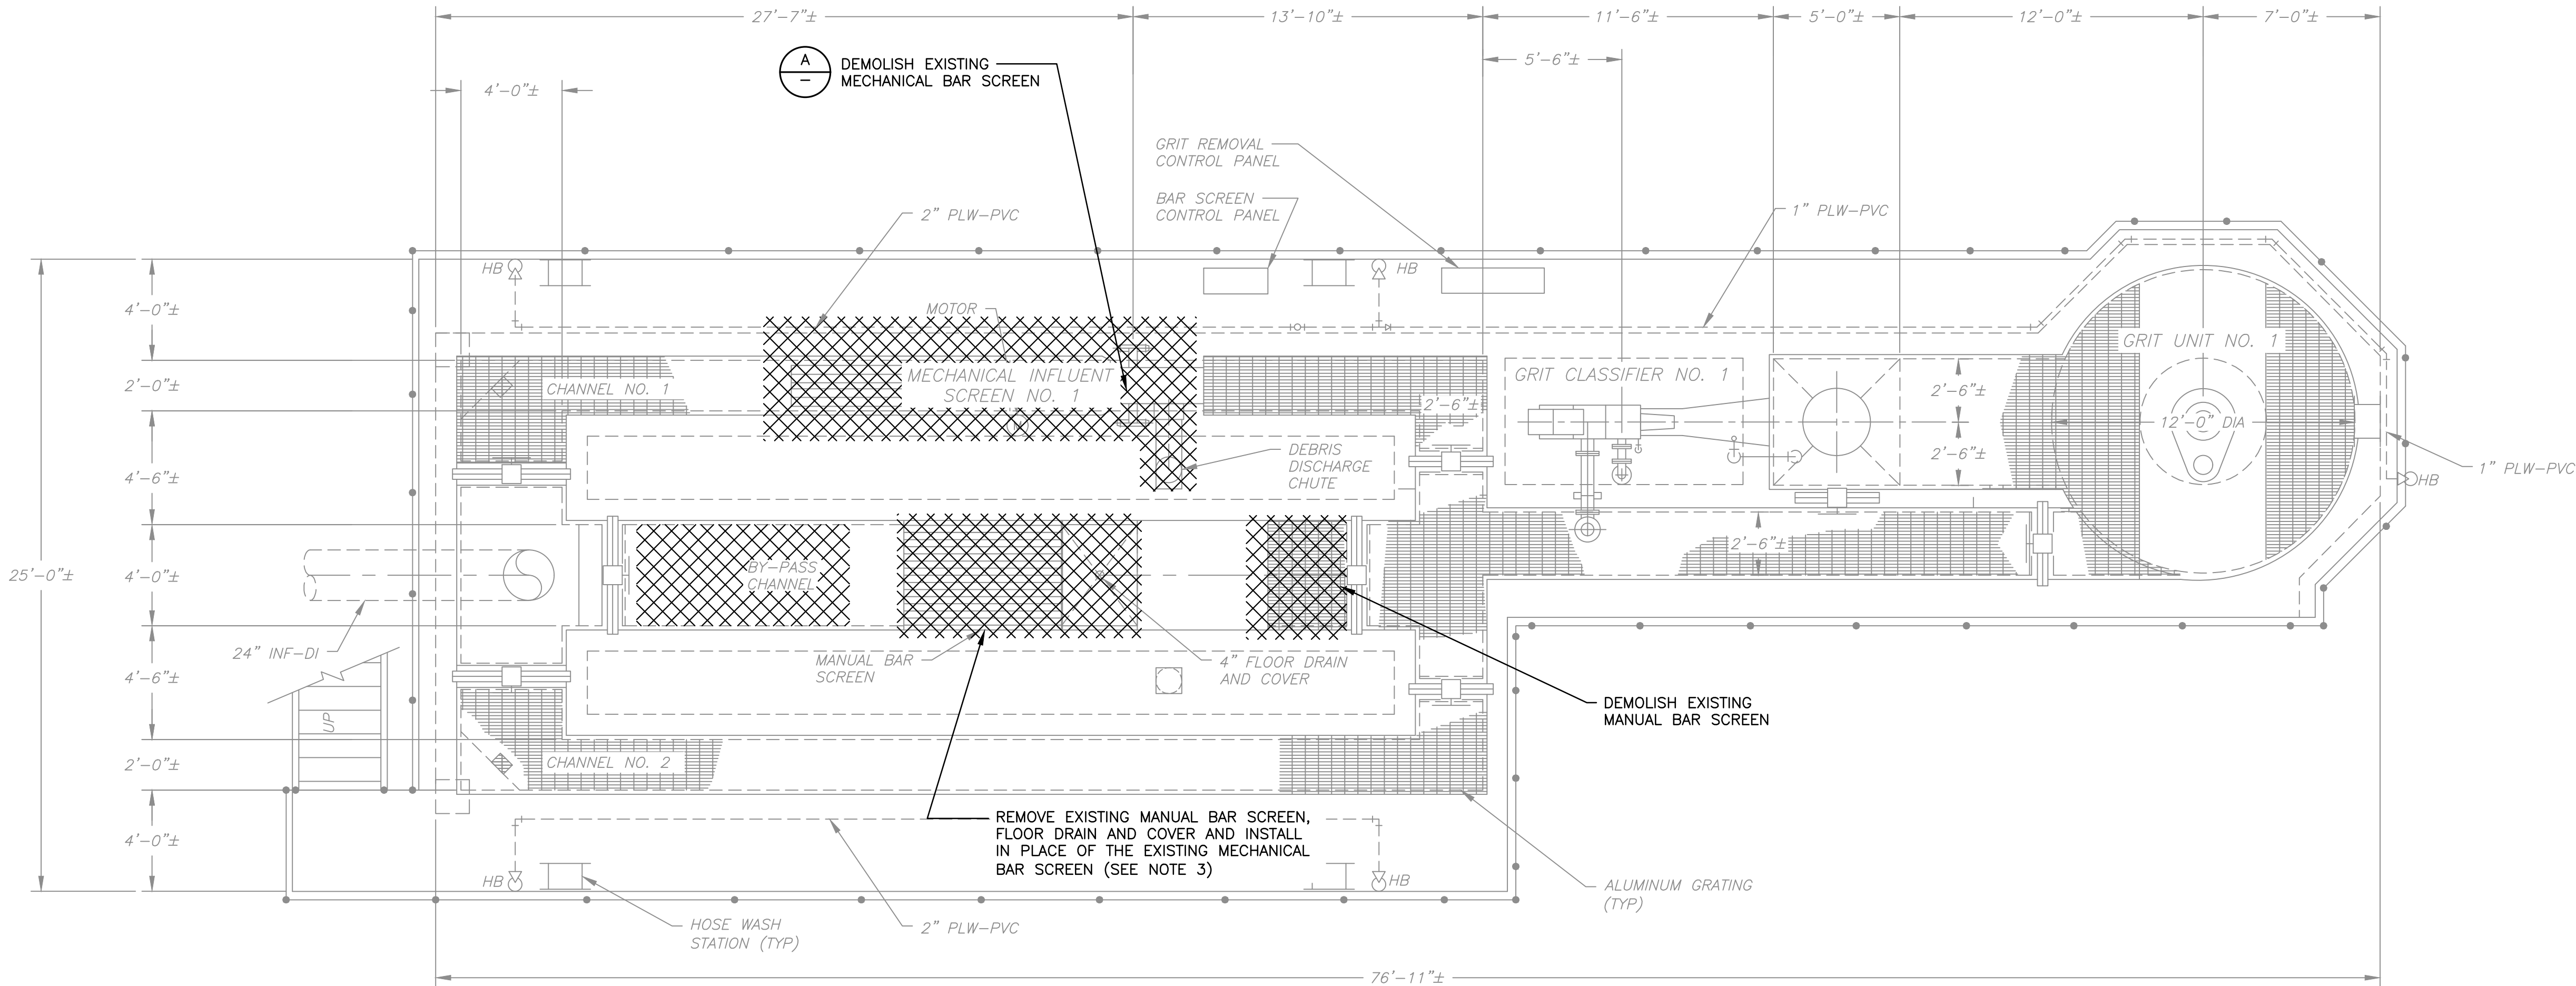 27'-7"±
13'-10"±
11'-6"±
5'-0"±
12'-0"±
7'-0"±
A
–
DEMOLISH EXISTING
MECHANICAL BAR SCREEN
5'-6"±
4'-0"±
GRIT REMOVAL
CONTROL PANEL
BAR SCREEN
CONTROL PANEL
2" PLW-PVC
1" PLW-PVC
HB
HB
4'-0"±
MOTOR
GRIT UNIT NO. 1
MECHANICAL INFLUENT
SCREEN NO. 1
CHANNEL NO. 1
GRIT CLASSIFIER NO. 1
2'-0"±
2'-6"±
2'-6"±
12'-0" DIA
M
2'-6"±
4'-6"±
DEBRIS
DISCHARGE
CHUTE
1" PLW-PVC
HB
2'-6"±
25'-0"±
4'-0"±
BY-PASS
CHANNEL
24" INF-DI
MANUAL BAR
SCREEN
4" FLOOR DRAIN
AND COVER
4'-6"±
UP
DEMOLISH EXISTING
MANUAL BAR SCREEN
2'-0"±
CHANNEL NO. 2
REMOVE EXISTING MANUAL BAR SCREEN,
FLOOR DRAIN AND COVER AND INSTALL
IN PLACE OF THE EXISTING MECHANICAL
BAR SCREEN (SEE NOTE 3)
4'-0"±
HB
HB
ALUMINUM GRATING
(TYP)
HOSE WASH
STATION (TYP)
2" PLW-PVC
76'-11"±